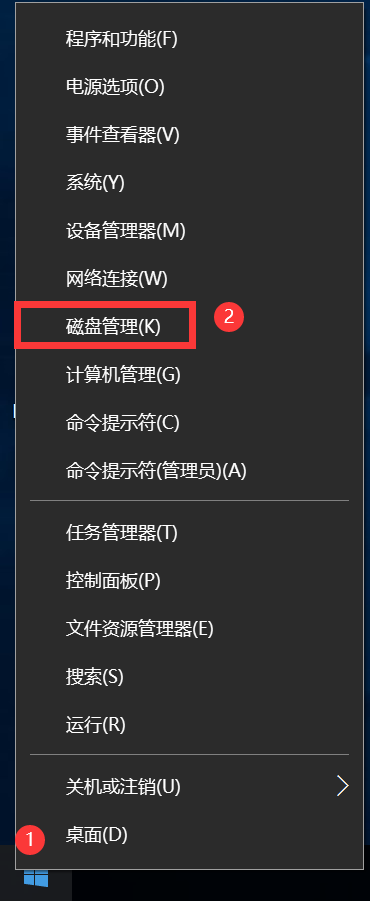 程序和功能(F)
电源选项(O)
事件查看器(V)
系统(Y)
设备管理器(M)
网络连接(W)
磁盘管理(K)
2
计算机管理(G)
命令提示符(C)
命令提示符(管理员)(A)
任务管理器(T)
控制面板(P)
文件资源管理器(E)
搜索(S)
运行(R)
关机或注销(U)
1
桌面(D)